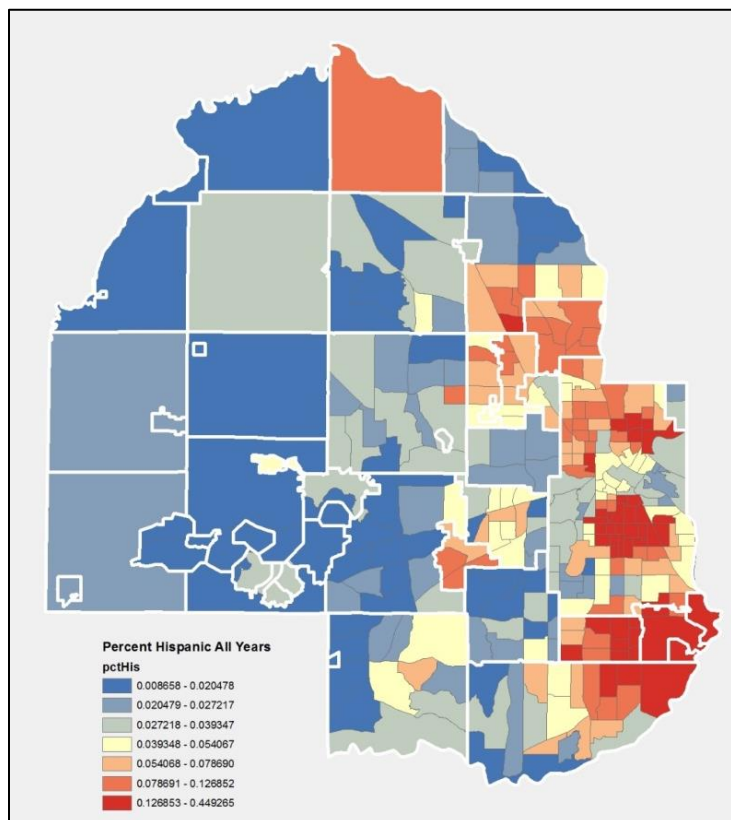 Percent Hispanic All Years
pctHis
0.008658 - 0.020478
0.020479 - 0.027217
0.027218 - 0.039347
0.039348 - 0.054067
0.054068 - 0.078690
0.078691 - 0.126852
0.126853 - 0.449265